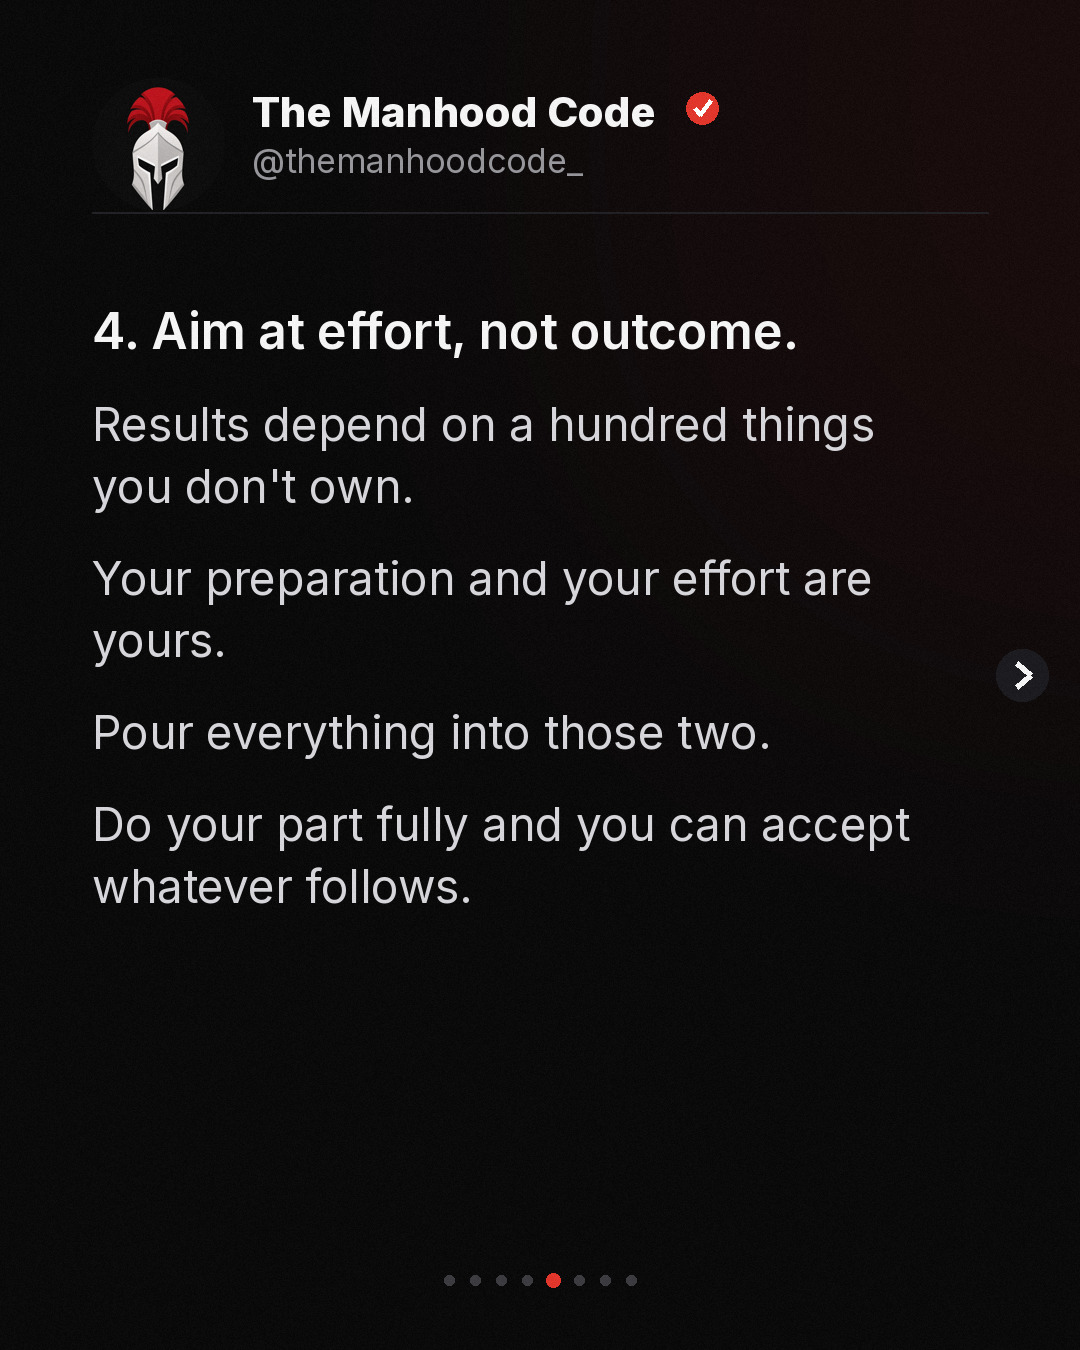 The Manhood Code
@themanhoodcode_
4. Aim at effort, not outcome.
Results depend on a hundred things
you don't own.
Your preparation and your effort are
yours.
Pour everything into those two.
Do your part fully and you can accept
whatever follows.